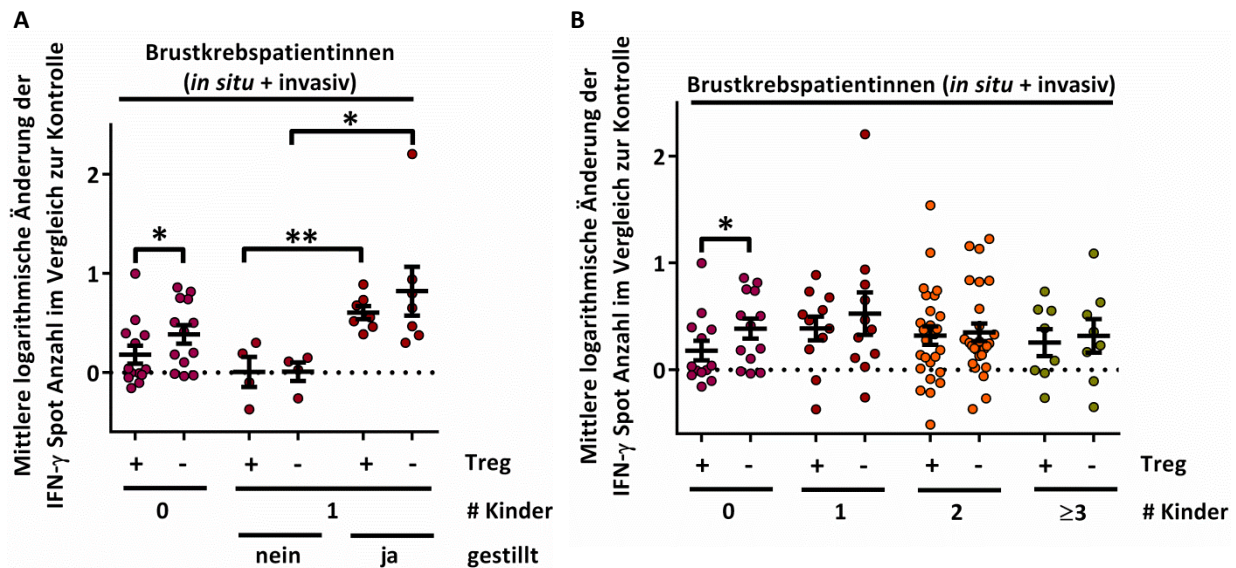 A
Mittlere logarithmische Änderung der
IFN-γ Spot Anzahl im Vergleich zur Kontrolle
Brustkrebspatientinnen
(in situ + invasiv)
*
2
*
**
1
0
+ - + - + - Treg
0 1 # Kinder
nein ja gestillt
B
Mittlere logarithmische Änderung der
IFN-γ Spot Anzahl im Vergleich zur Kontrolle
Brustkrebspatientinnen (in situ + invasiv)
2
*
1
0
+ - + - + - + - Treg
0 1 2 ≥3 # Kinder